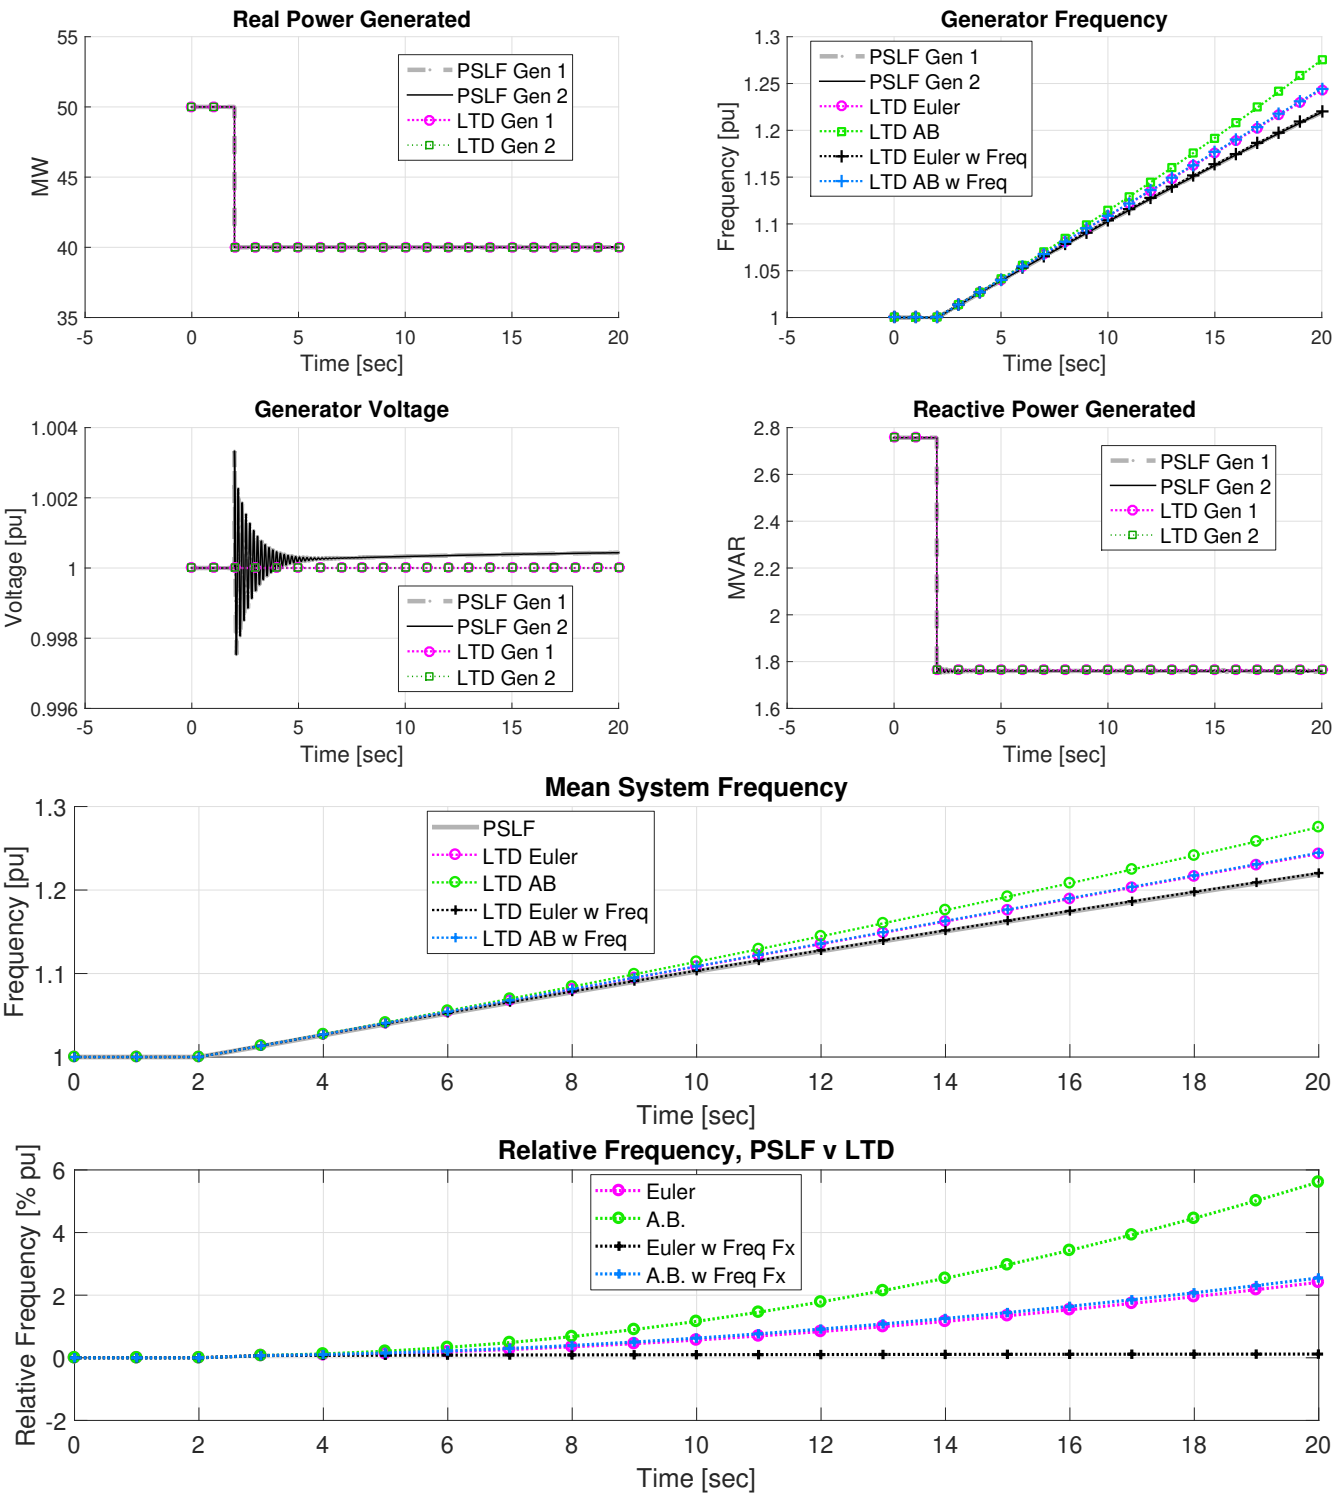 Real Power Generated
55
50
45
40
35
MW
-5 0 5 10 15 20
Time [sec]
PSLF Gen 1
PSLF Gen 2
LTD Gen 1
LTD Gen 2
Generator Frequency
1.3
1.25
1.2
1.15
1.1
1.05
1
Frequency [pu]
-5 0 5 10 15 20
Time [sec]
PSLF Gen 1
PSLF Gen 2
LTD Euler
LTD AB
LTD Euler w Freq
LTD AB w Freq
Generator Voltage
1.004
1.002
1
0.998
0.996
Voltage [pu]
-5 0 5 10 15 20
Time [sec]
PSLF Gen 1
PSLF Gen 2
LTD Gen 1
LTD Gen 2
Reactive Power Generated
2.8
2.6
2.4
2.2
2
1.8
1.6
MVAR
-5 0 5 10 15 20
Time [sec]
PSLF Gen 1
PSLF Gen 2
LTD Gen 1
LTD Gen 2
Mean System Frequency
1.3
1.2
1.1
1
Frequency [pu]
0 2 4 6 8 10 12 14 16 18 20
Time [sec]
PSLF
LTD Euler
LTD AB
LTD Euler w Freq
LTD AB w Freq
Relative Frequency, PSLF v LTD
6
4
2
0
-2
Relative Frequency [% pu]
0 2 4 6 8 10 12 14 16 18 20
Time [sec]
Euler
A.B.
Euler w Freq Fx
A.B. w Freq Fx